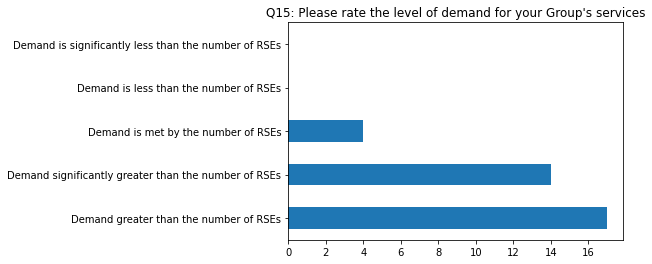 Q15: Please rate the level of demand for your Group's services
Demand is significantly less than the number of RSEs
Demand is less than the number of RSEs
Demand is met by the number of RSEs
Demand significantly greater than the number of RSEs
Demand greater than the number of RSEs
0 2 4 6 8 10 12 14 16